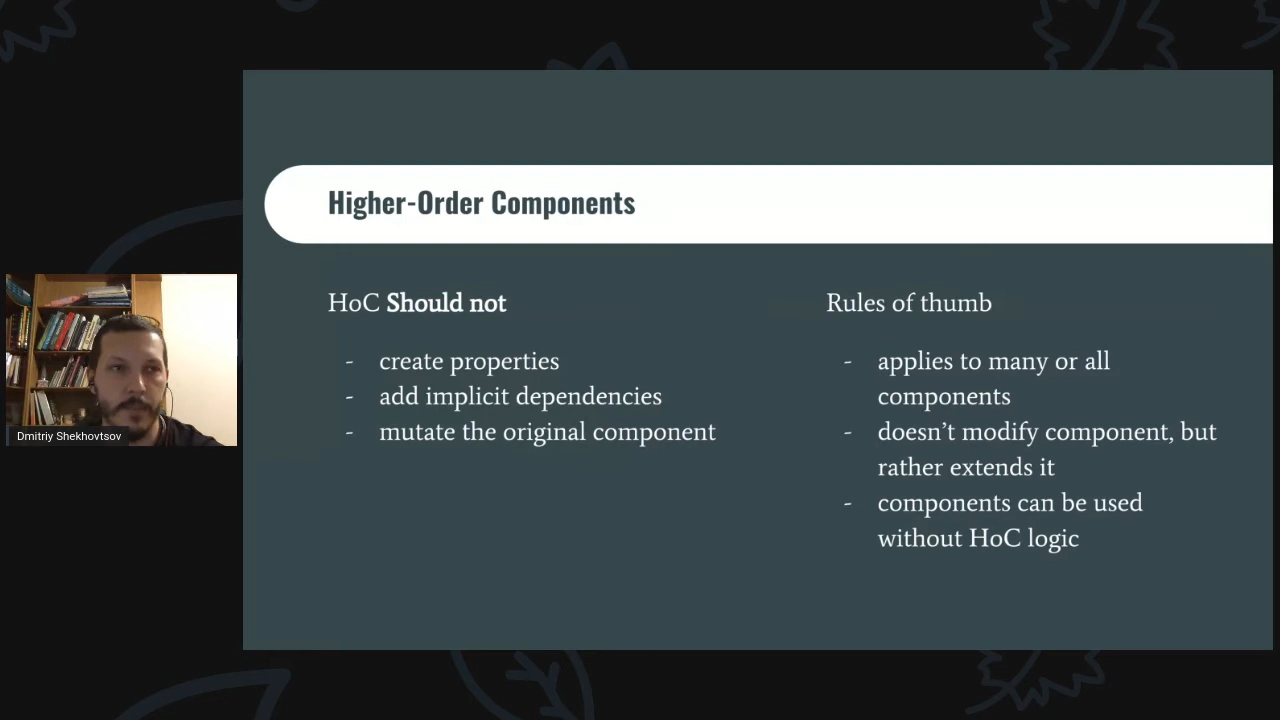 Higher-Order Components
HoC Should not
- create properties
- add implicit dependencies
- mutate the original component
Rules of thumb
- applies to many or all
components
- doesn't modify component, but
rather extends it
- components can be used
without HoC logic
Dmitriy Shekhovtsov